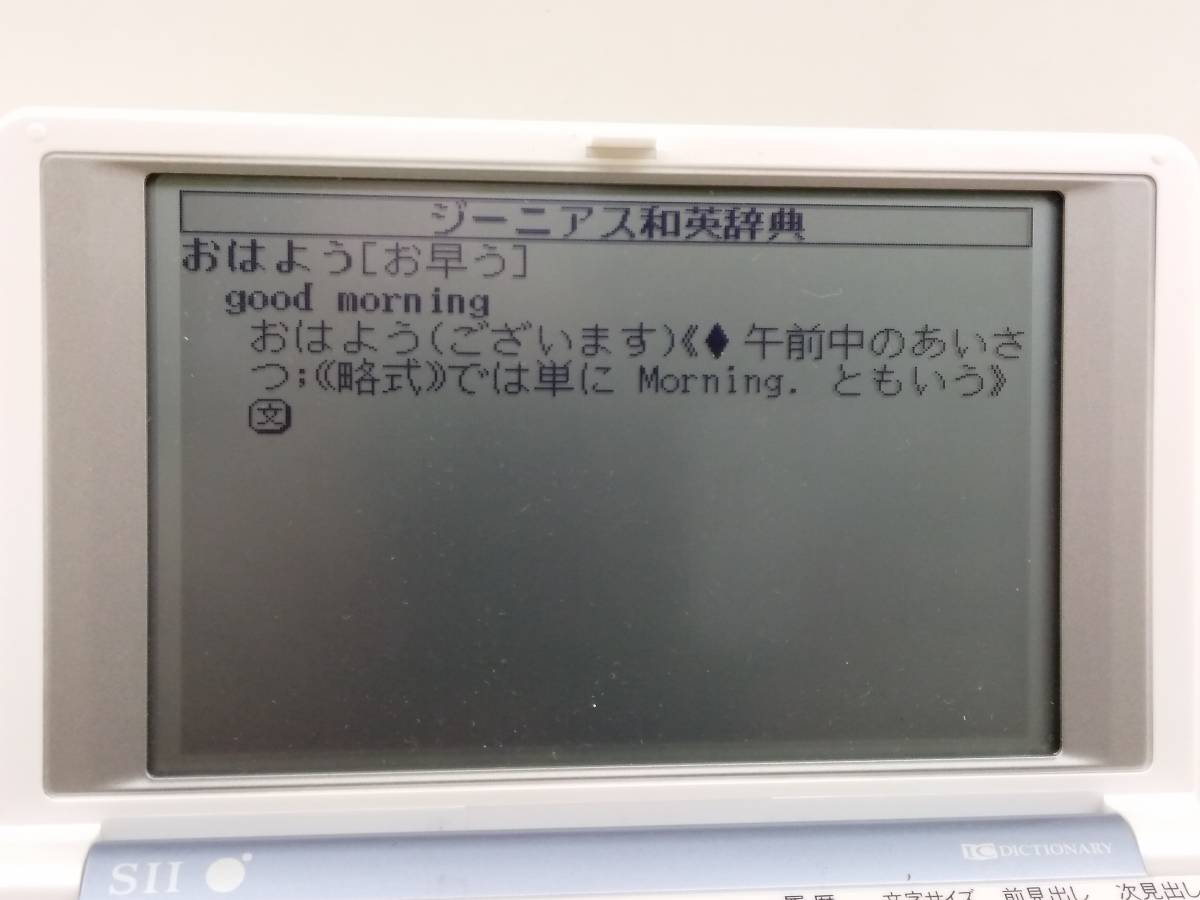 ジーニアス和英辞典
おはよう[お早う]
good morning
おはよう(ございます)《♦午前中のあいさ
つ;《略式》では単に Morning. ともいう》
文
SII
IC DICTIONARY
履歴 文字サイズ 前見出し 次見出し